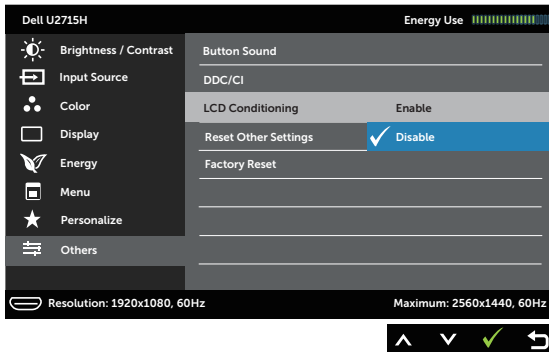 Dell U2715H Energy Use
Brightness / Contrast Button Sound
Input Source DDC/CI
Color LCD Conditioning Enable
Display Reset Other Settings Disable
Energy Factory Reset
Menu
Personalize
Others
Resolution: 1920x1080, 60Hz Maximum: 2560x1440, 60Hz